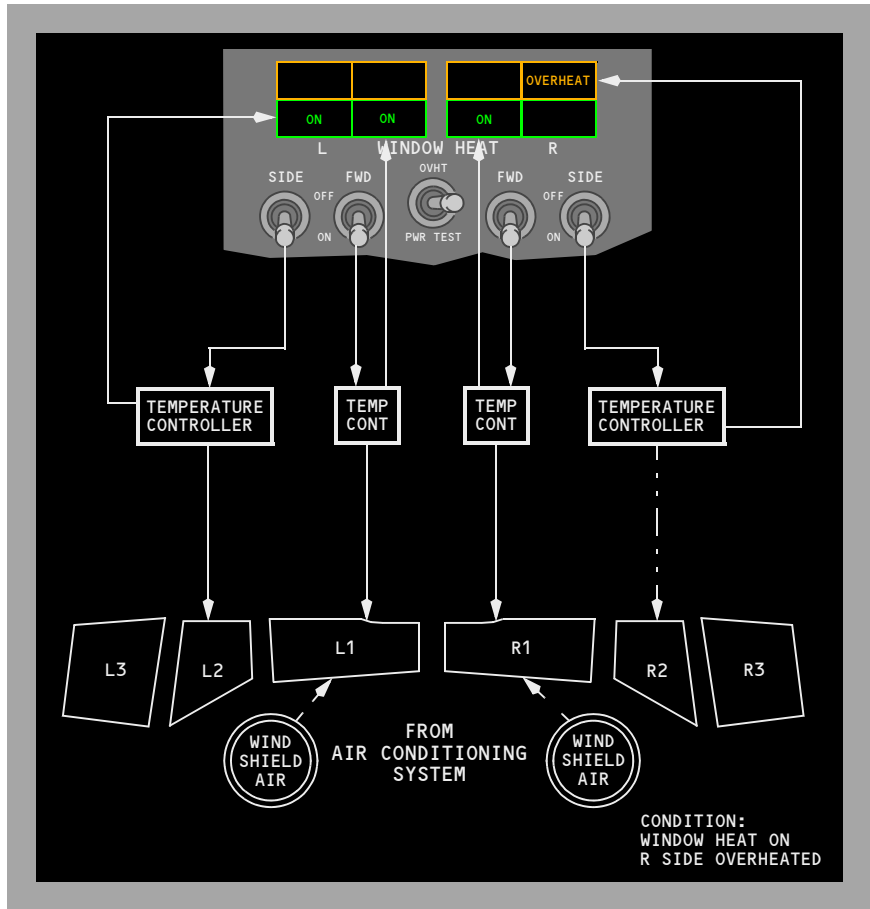 OVERHEAT
ON ON ON
L WINDOW HEAT R
OVHT
SIDE FWD FWD SIDE
OFF OFF
ON PWR TEST ON
TEMPERATURE
CONTROLLER
TEMP
CONT
TEMP
CONT
TEMPERATURE
CONTROLLER
L3
L2
L1
R1
R2
R3
WIND
SHIELD
AIR
FROM
AIR CONDITIONING
SYSTEM
WIND
SHIELD
AIR
CONDITION:
WINDOW HEAT ON
R SIDE OVERHEATED